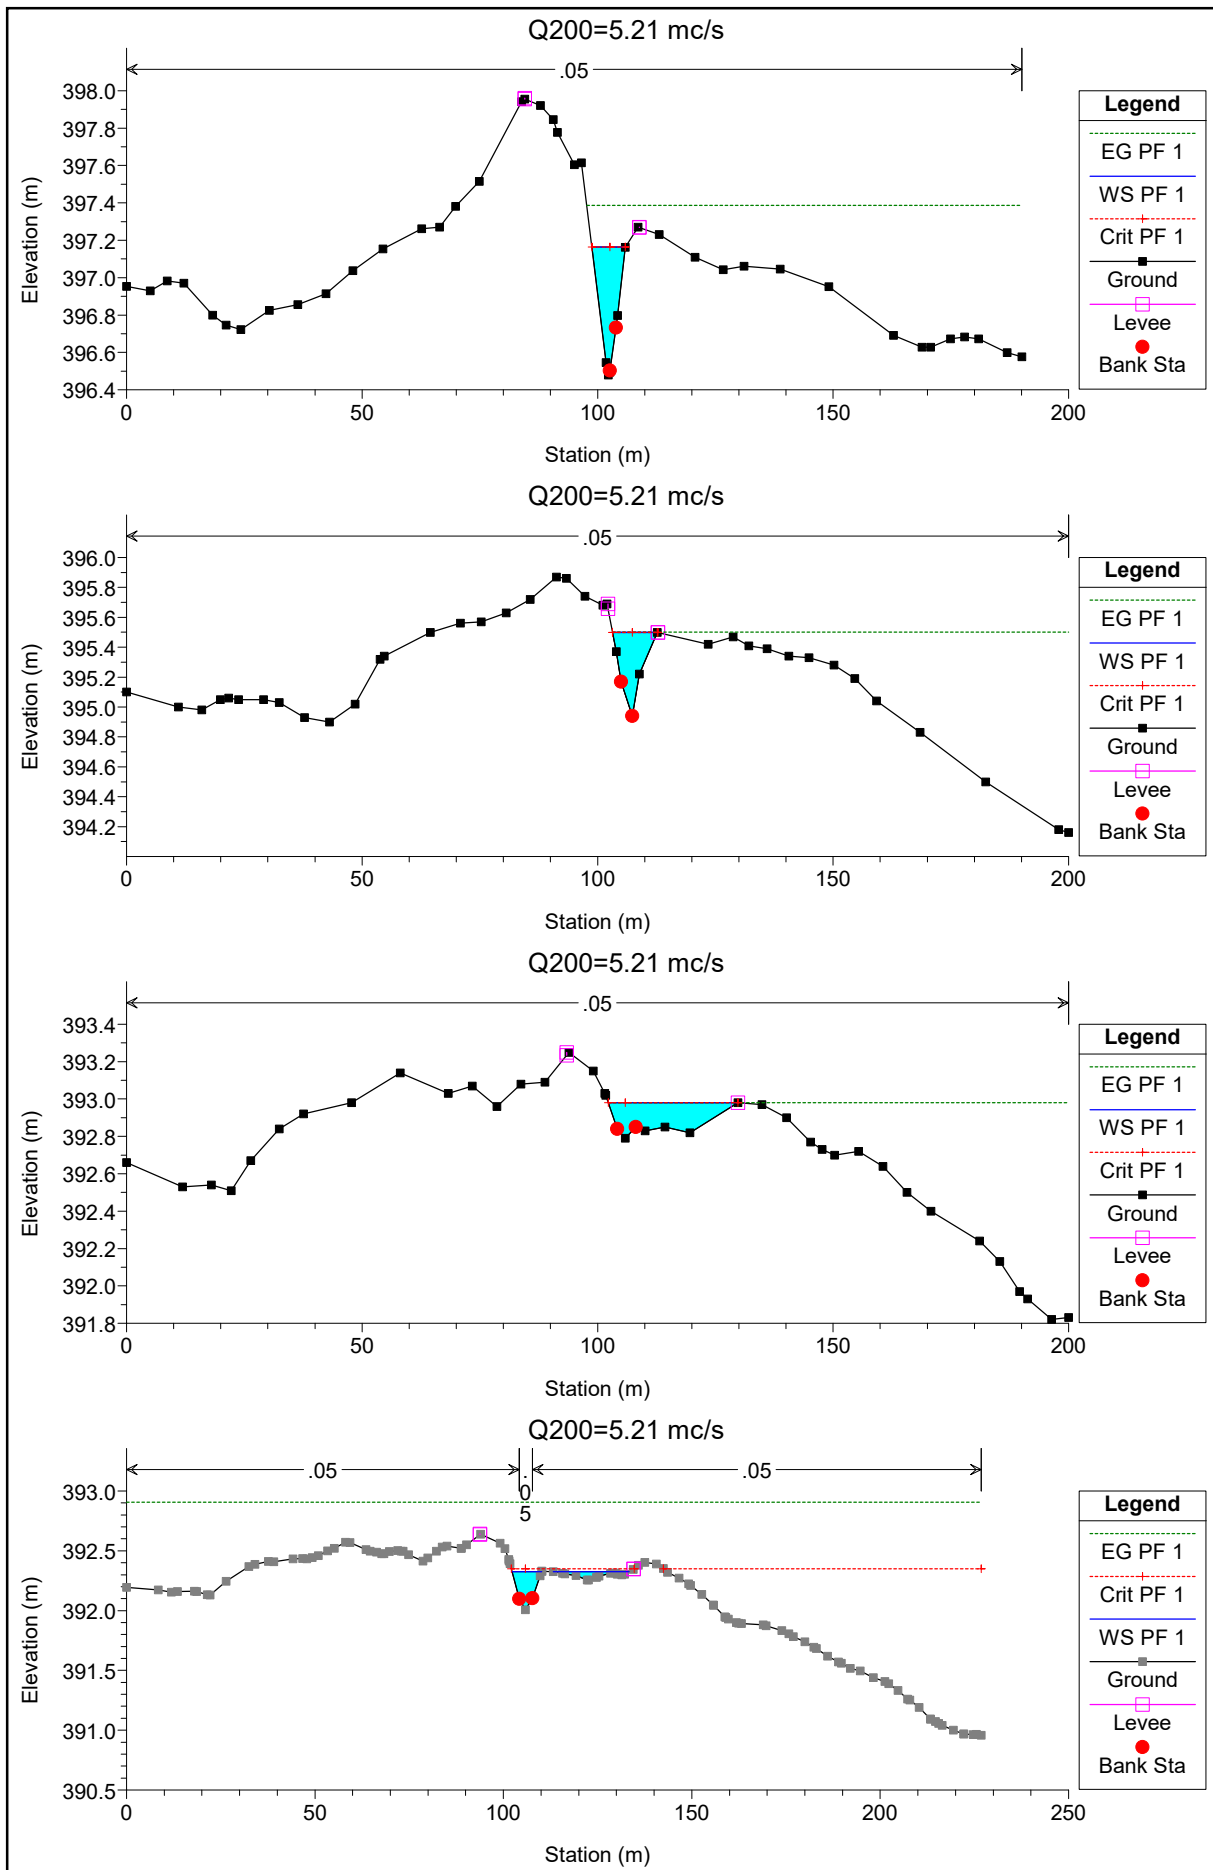 Q200=5.21 mc/s
.05
Elevation (m)
398.0
397.8
397.6
397.4
397.2
397.0
396.8
396.6
396.4
0
50
100
150
200
Station (m)
Legend
EG PF 1
WS PF 1
Crit PF 1
Ground
Levee
Bank Sta
Q200=5.21 mc/s
.05
Elevation (m)
396.0
395.8
395.6
395.4
395.2
395.0
394.8
394.6
394.4
394.2
0
50
100
150
200
Station (m)
Legend
EG PF 1
WS PF 1
Crit PF 1
Ground
Levee
Bank Sta
Q200=5.21 mc/s
.05
Elevation (m)
393.4
393.2
393.0
392.8
392.6
392.4
392.2
392.0
391.8
0
50
100
150
200
Station (m)
Legend
EG PF 1
WS PF 1
Crit PF 1
Ground
Levee
Bank Sta
Q200=5.21 mc/s
.05
.
0
5
.05
Elevation (m)
393.0
392.5
392.0
391.5
391.0
390.5
0
50
100
150
200
250
Station (m)
Legend
EG PF 1
Crit PF 1
WS PF 1
Ground
Levee
Bank Sta